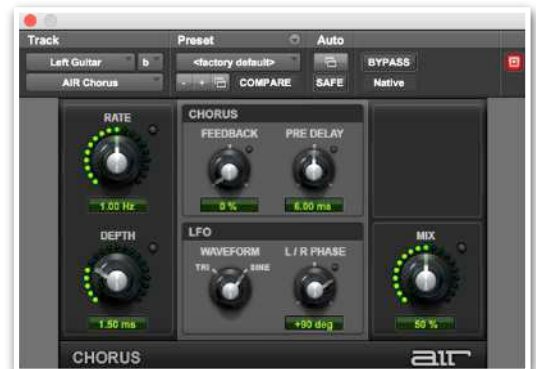 Track Preset Auto
Left Guitar b <factory default> BYPASS
AIR Chorus - + COMPARE SAFE Native
RATE
1.00 Hz
CHORUS
FEEDBACK PRE DELAY
0 % 6.00 ms
DEPTH
1.50 ms
LFO
WAVEFORM L / R PHASE
TRI SINE
+90 deg
MIX
50 %
CHORUS air